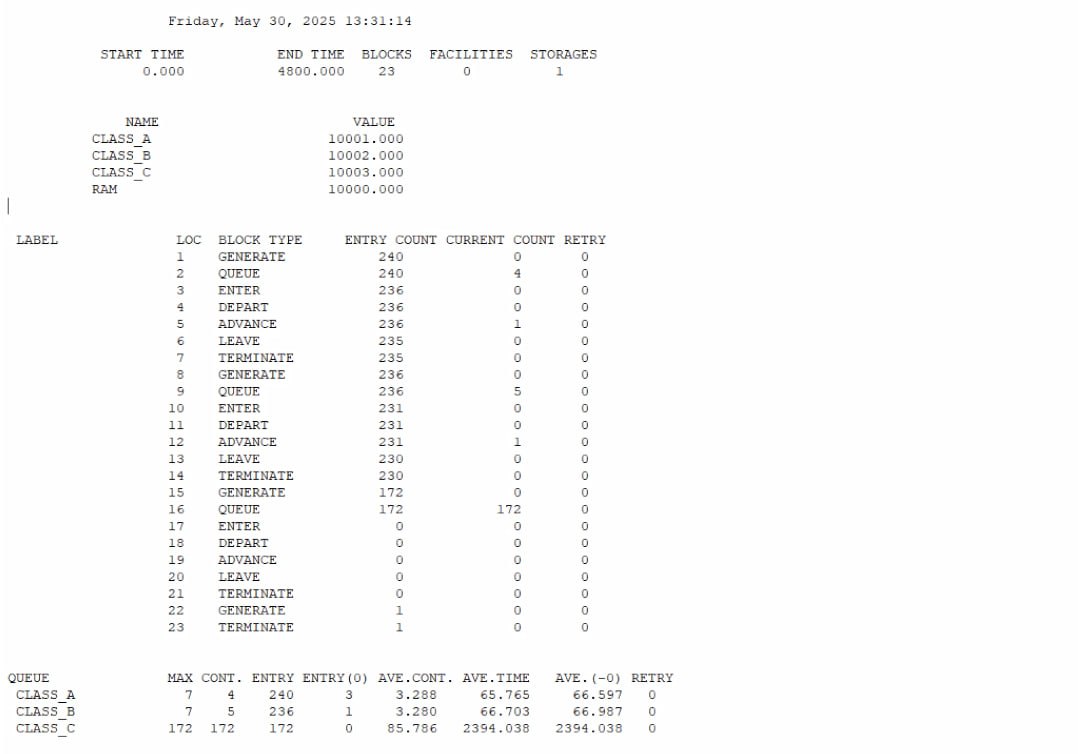 Friday, May 30, 2025 13:31:14
START TIME END TIME BLOCKS FACILITIES STORAGES
0.000 4800.000 23 0 1
NAME VALUE
CLASS_A 10001.000
CLASS_B 10002.000
CLASS_C 10003.000
RAM 10000.000
LABEL LOC BLOCK TYPE ENTRY COUNT CURRENT COUNT RETRY
1 GENERATE 240 0 0
2 QUEUE 240 4 0
3 ENTER 236 0 0
4 DEPART 236 0 0
5 ADVANCE 236 1 0
6 LEAVE 235 0 0
7 TERMINATE 235 0 0
8 GENERATE 236 0 0
9 QUEUE 236 5 0
10 ENTER 231 0 0
11 DEPART 231 0 0
12 ADVANCE 231 1 0
13 LEAVE 230 0 0
14 TERMINATE 230 0 0
15 GENERATE 172 0 0
16 QUEUE 172 172 0
17 ENTER 0 0 0
18 DEPART 0 0 0
19 ADVANCE 0 0 0
20 LEAVE 0 0 0
21 TERMINATE 0 0 0
22 GENERATE 1 0 0
23 TERMINATE 1 0 0
QUEUE MAX CONT. ENTRY ENTRY(0) AVE.CONT. AVE.TIME AVE.(-0) RETRY
CLASS_A 7 4 240 3 3.288 65.765 66.597 0
CLASS_B 7 5 236 1 3.280 66.703 66.987 0
CLASS_C 172 172 172 0 85.786 2394.038 2394.038 0